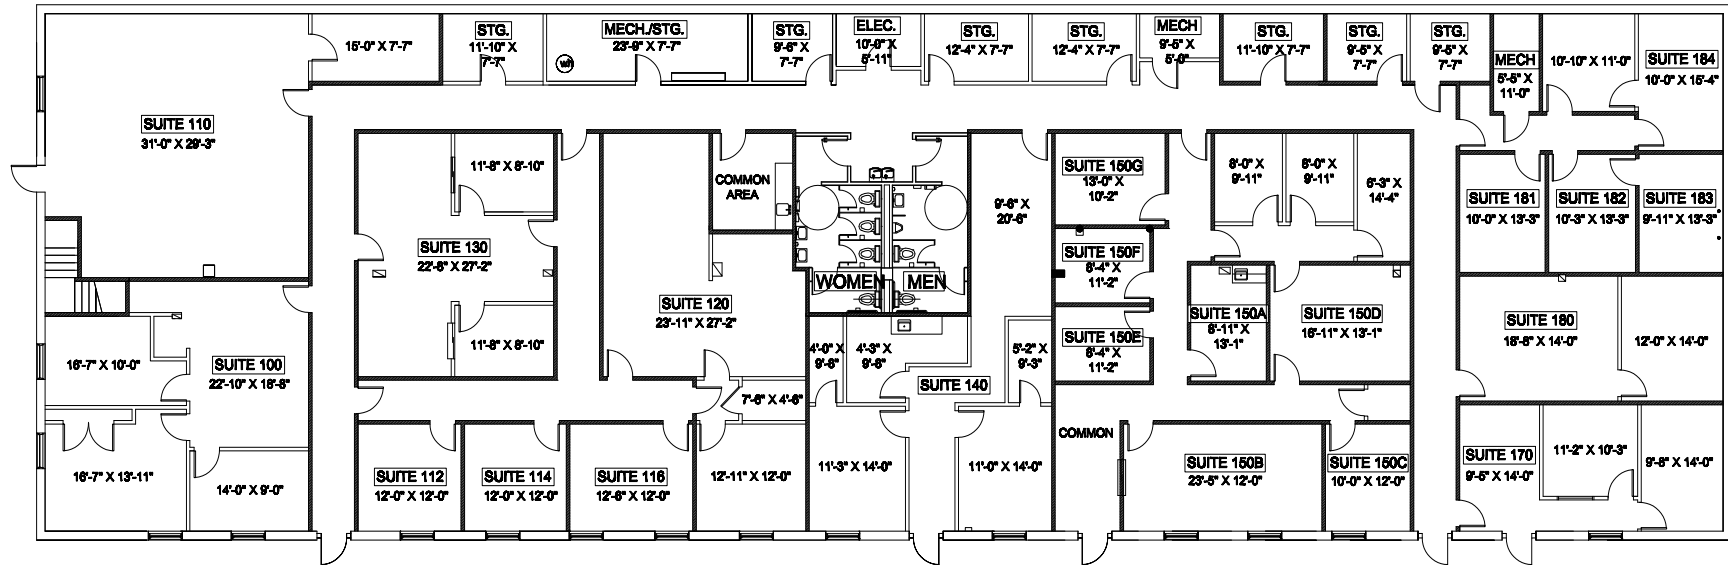 15'-0" X 7'-7"
STG.
11'-10" X
7'-7"
MECH./STG.
23'-9" X 7'-7"
wh
STG.
9'-6" X
7'-7"
ELEC.
10'-0" X
5'-11"
STG.
12'-4" X 7'-7"
STG.
12'-4" X 7'-7"
MECH
9'-5" X
5'-0"
STG.
11'-10" X 7'-7"
STG.
9'-5" X
7'-7"
STG.
9'-5" X
7'-7"
MECH
5'-5" X
11'-0"
10'-10" X 11'-0"
SUITE 184
10'-0" X 15'-4"
SUITE 110
31'-0" X 29'-3"
11'-8" X 8'-10"
SUITE 130
22'-8" X 27'-2"
11'-8" X 8'-10"
COMMON
AREA
SUITE 120
23'-11" X 27'-2"
WOMEN
MEN
9'-6" X
20'-6"
SUITE 150G
13'-0" X
10'-2"
SUITE 150F
8'-4" X
11'-2"
SUITE 150E
8'-4" X
11'-2"
8'-0" X
9'-11"
8'-0" X
9'-11"
6'-3" X
14'-4"
SUITE 150A
8'-11" X
13'-1"
SUITE 150D
16'-11" X 13'-1"
SUITE 181
10'-0" X 13'-3"
SUITE 182
10'-3" X 13'-3"
SUITE 183
9'-11" X 13'-3"
SUITE 180
18'-8" X 14'-0"
12'-0" X 14'-0"
16'-7" X 10'-0"
SUITE 100
22'-10" X 18'-8"
16'-7" X 13'-11"
14'-0" X 9'-0"
4'-0" X
9'-8"
4'-3" X
9'-8"
SUITE 140
5'-2" X
9'-3"
7'-6" X 4'-6"
SUITE 112
12'-0" X 12'-0"
SUITE 114
12'-0" X 12'-0"
SUITE 116
12'-6" X 12'-0"
12'-11" X 12'-0"
11'-3" X 14'-0"
11'-0" X 14'-0"
COMMON
SUITE 150B
23'-5" X 12'-0"
SUITE 150C
10'-0" X 12'-0"
SUITE 170
9'-5" X 14'-0"
11'-2" X 10'-3"
9'-8" X 14'-0"